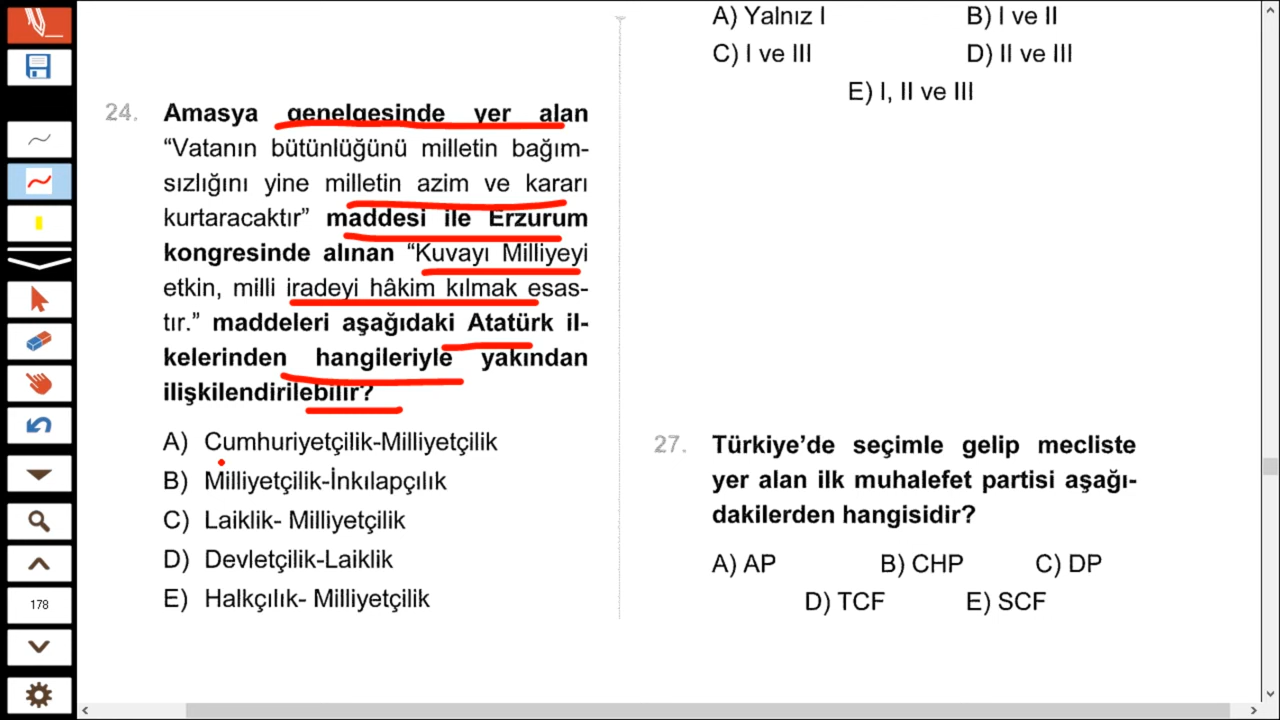 24. Amasya genelgesinde yer alan
“Vatanın bütünlüğünü milletin bağım-
sızlığını yine milletin azim ve kararı
kurtaracaktır” maddesi ile Erzurum
kongresinde alınan “Kuvayı Milliyeyi
etkin, milli iradeyi hâkim kılmak esas-
tır.” maddeleri aşağıdaki Atatürk il-
kelerinden hangileriyle yakından
ilişkilendirilebilir?
A) Cumhuriyetçilik-Milliyetçilik
B) Milliyetçilik-İnkılapçılık
C) Laiklik- Milliyetçilik
D) Devletçilik-Laiklik
E) Halkçılık- Milliyetçilik
A) Yalnız I B) I ve II
C) I ve III D) II ve III
E) I, II ve III
27. Türkiye’de seçimle gelip mecliste
yer alan ilk muhalefet partisi aşağı-
dakilerden hangisidir?
A) AP B) CHP C) DP
D) TCF E) SCF
178